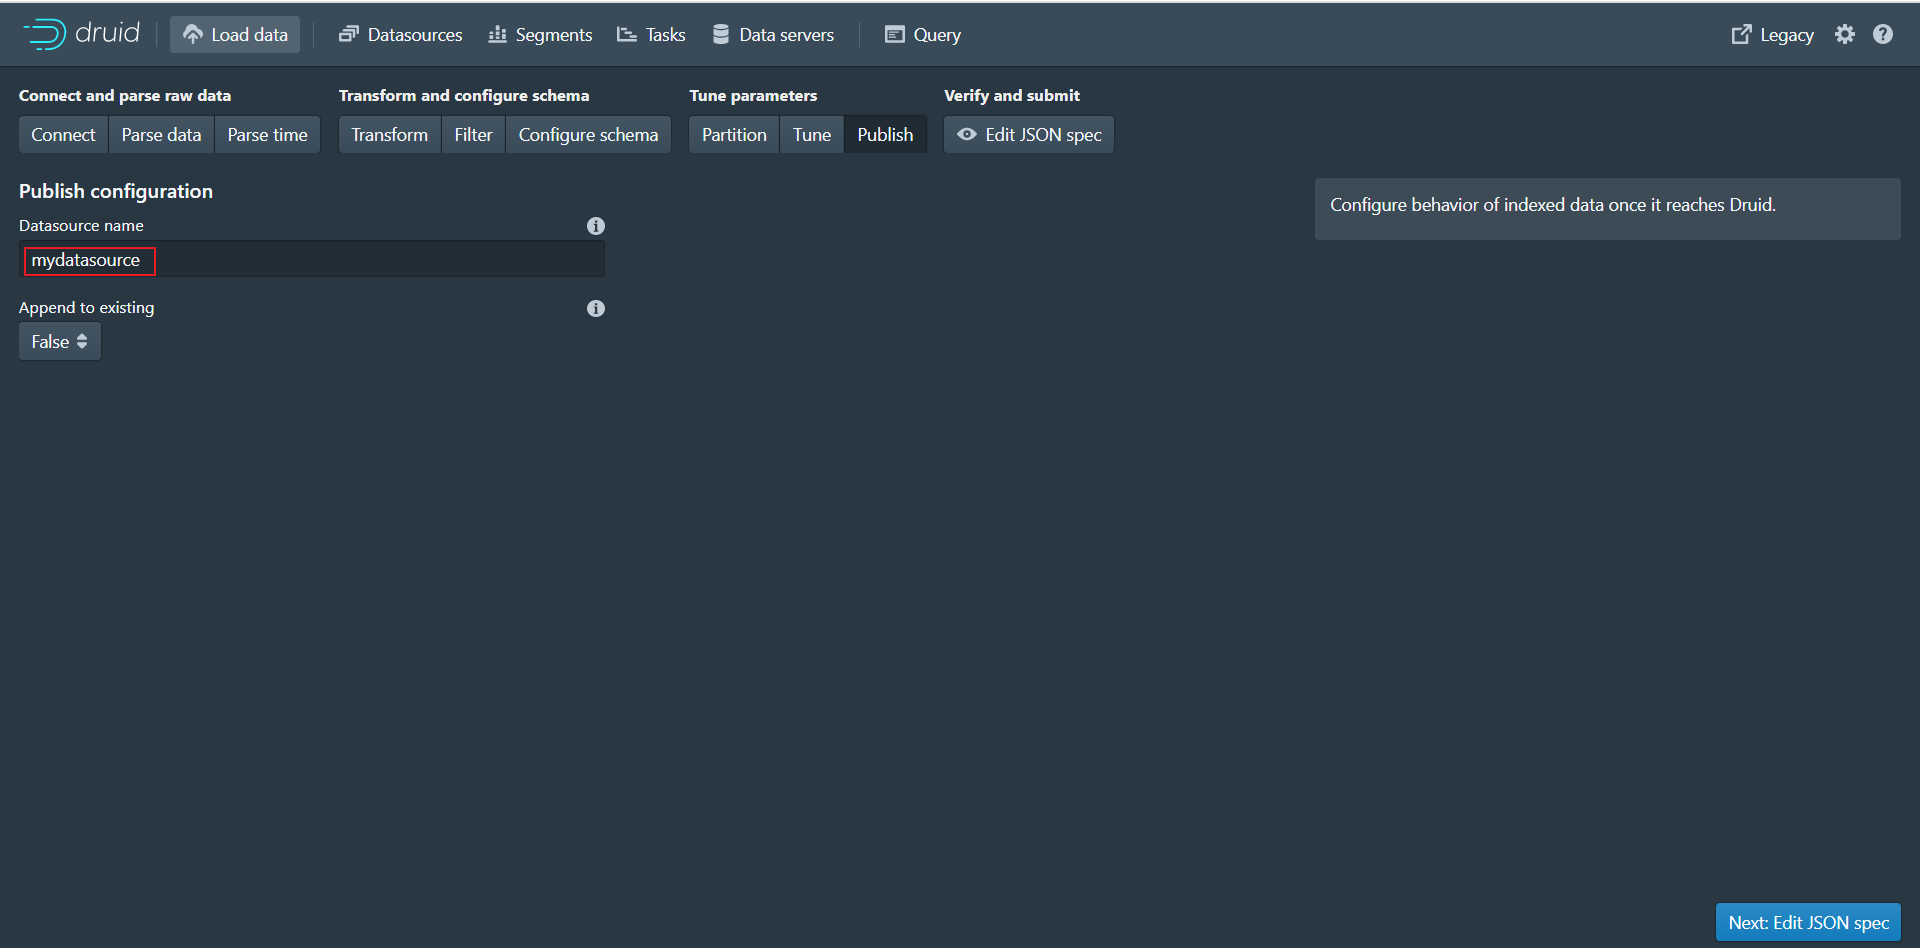 druid Load data Datasources Segments Tasks Data servers Query Legacy
Connect and parse raw data Transform and configure schema Tune parameters Verify and submit
Connect Parse data Parse time Transform Filter Configure schema Partition Tune Publish Edit JSON spec
Publish configuration
Configure behavior of indexed data once it reaches Druid.
Datasource name
mydatasource
Append to existing
False
Next: Edit JSON spec